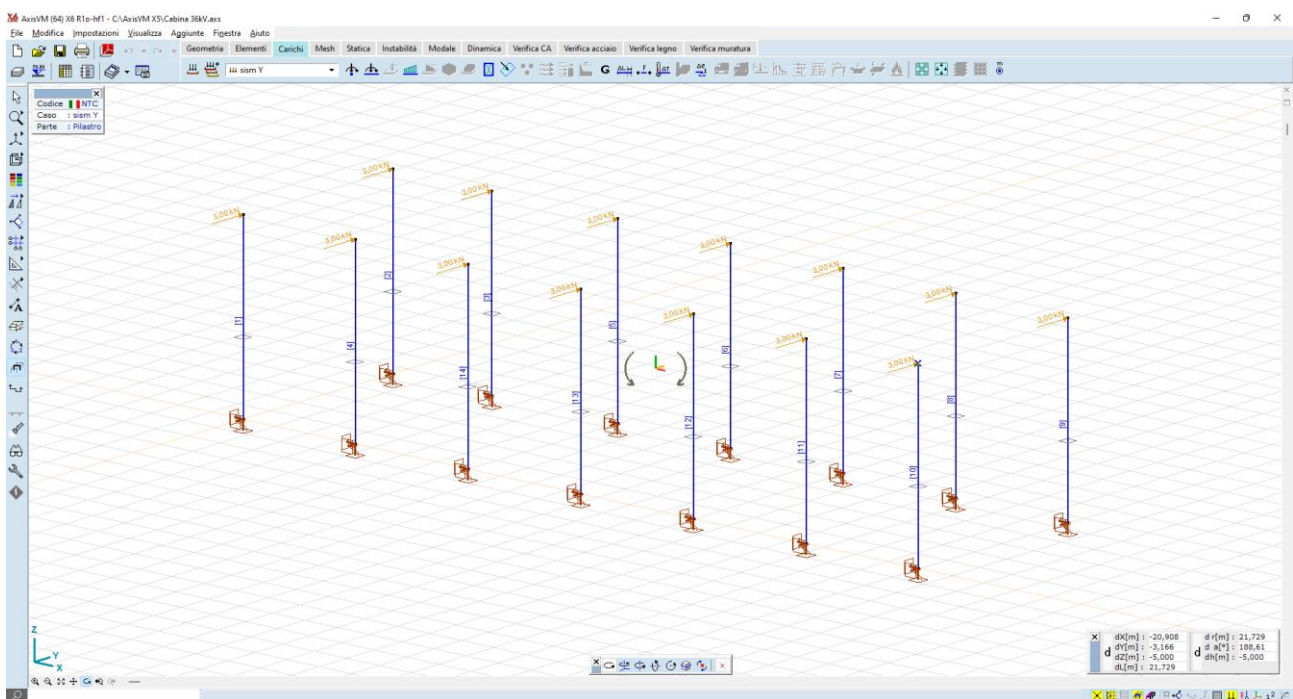 AxisVM (64) X6 R1o-hf1 - C:\AxisVM X5\Cabina 36kV.axs
File Modifica Impostazioni Visualizza Aggiunte Finestra Aiuto
Geometria Elementi Carichi Mesh Statica Instabilità Modale Dinamica Verifica CA Verifica acciaio Verifica legno Verifica muratura
sism Y
Codice NTC
Caso : sism Y
Parte : Pilastro
3,00 kN
3,00 kN
3,00 kN
3,00 kN
3,00 kN
3,00 kN
3,00 kN
3,00 kN
3,00 kN
3,00 kN
3,00 kN
3,00 kN
3,00 kN
3,00 kN
[2]
[3]
[1]
[5]
[4]
[6]
[14]
[7]
[13]
[8]
[12]
[9]
[11]
[10]
Z
Y
X
d
dX[m] : -20,908
dY[m] : -3,166
dZ[m] : -5,000
dL[m] : 21,729
d
d r[m] : 21,729
d a[°] : 188,61
dh[m] : -5,000